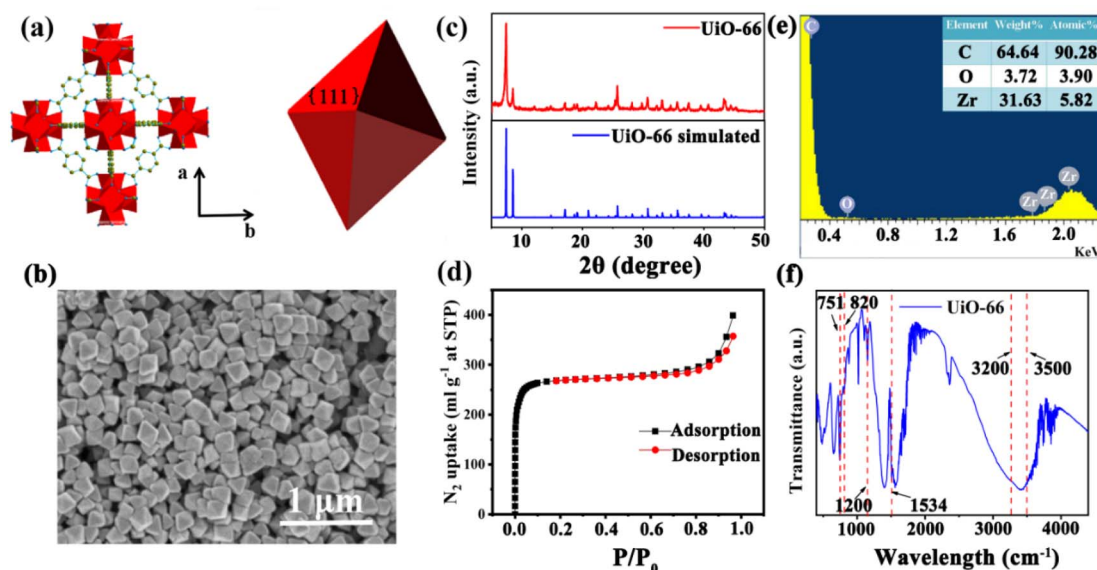 (a)
{111}
a
b
(b)
1 μm
(c)
UiO-66
UiO-66 simulated
Intensity (a.u.)
10 20 30 40 50
2θ (degree)
(d)
400
300
200
100
0
N₂ uptake (ml g⁻¹ at STP)
Adsorption
Desorption
0.0 0.2 0.4 0.6 0.8 1.0
P/P₀
(e)
Element Weight% Atomic%
C 64.64 90.28
O 3.72 3.90
Zr 31.63 5.82
C
O
Zr
Zr
Zr
0.4 0.8 1.2 1.6 2.0
KeV
(f)
751 820
UiO-66
3200 3500
1200 1534
Transmittance (a.u.)
1000 2000 3000 4000
Wavelength (cm⁻¹)